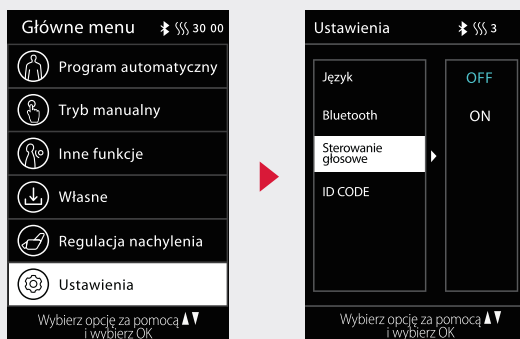 Główne menu 30 00
Program automatyczny
Tryb manualny
Inne funkcje
Własne
Regulacja nachylenia
Ustawienia
Wybierz opcję za pomocą ▲▼
i wybierz OK
Ustawienia 3
Język
Bluetooth
Sterowanie
głosowe
ID CODE
OFF
ON
Wybierz opcję za pomocą ▲▼
i wybierz OK